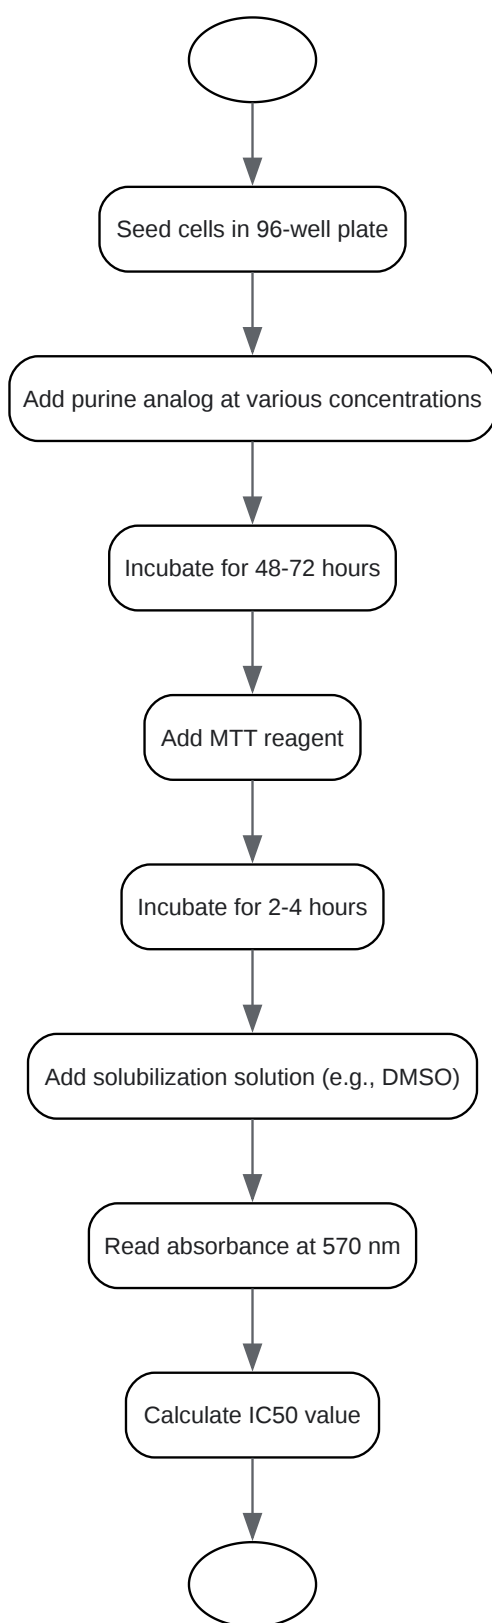 Seed cells in 96-well plate
Add purine analog at various concentrations
Incubate for 48-72 hours
Add MTT reagent
Incubate for 2-4 hours
Add solubilization solution (e.g., DMSO)
Read absorbance at 570 nm
Calculate IC50 value